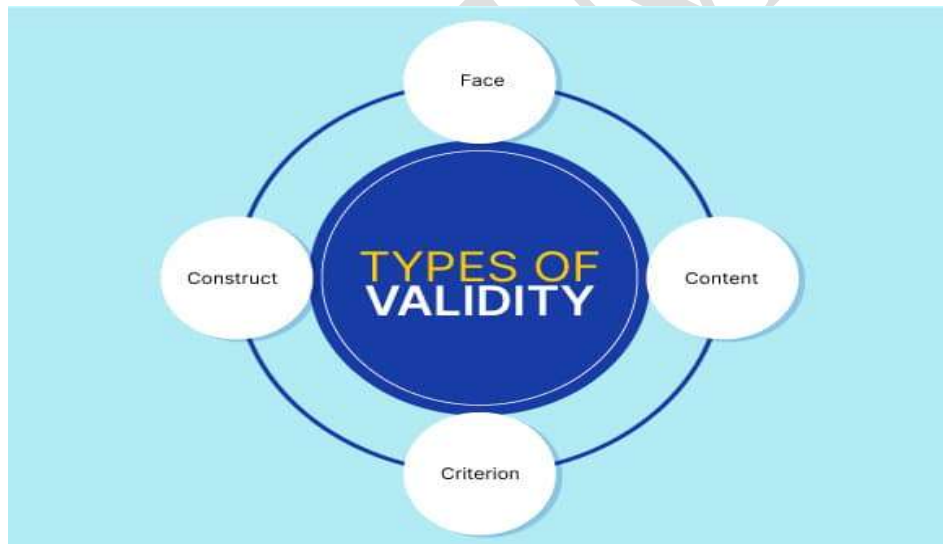 Face
Construct
TYPES OF
VALIDITY
Content
Criterion